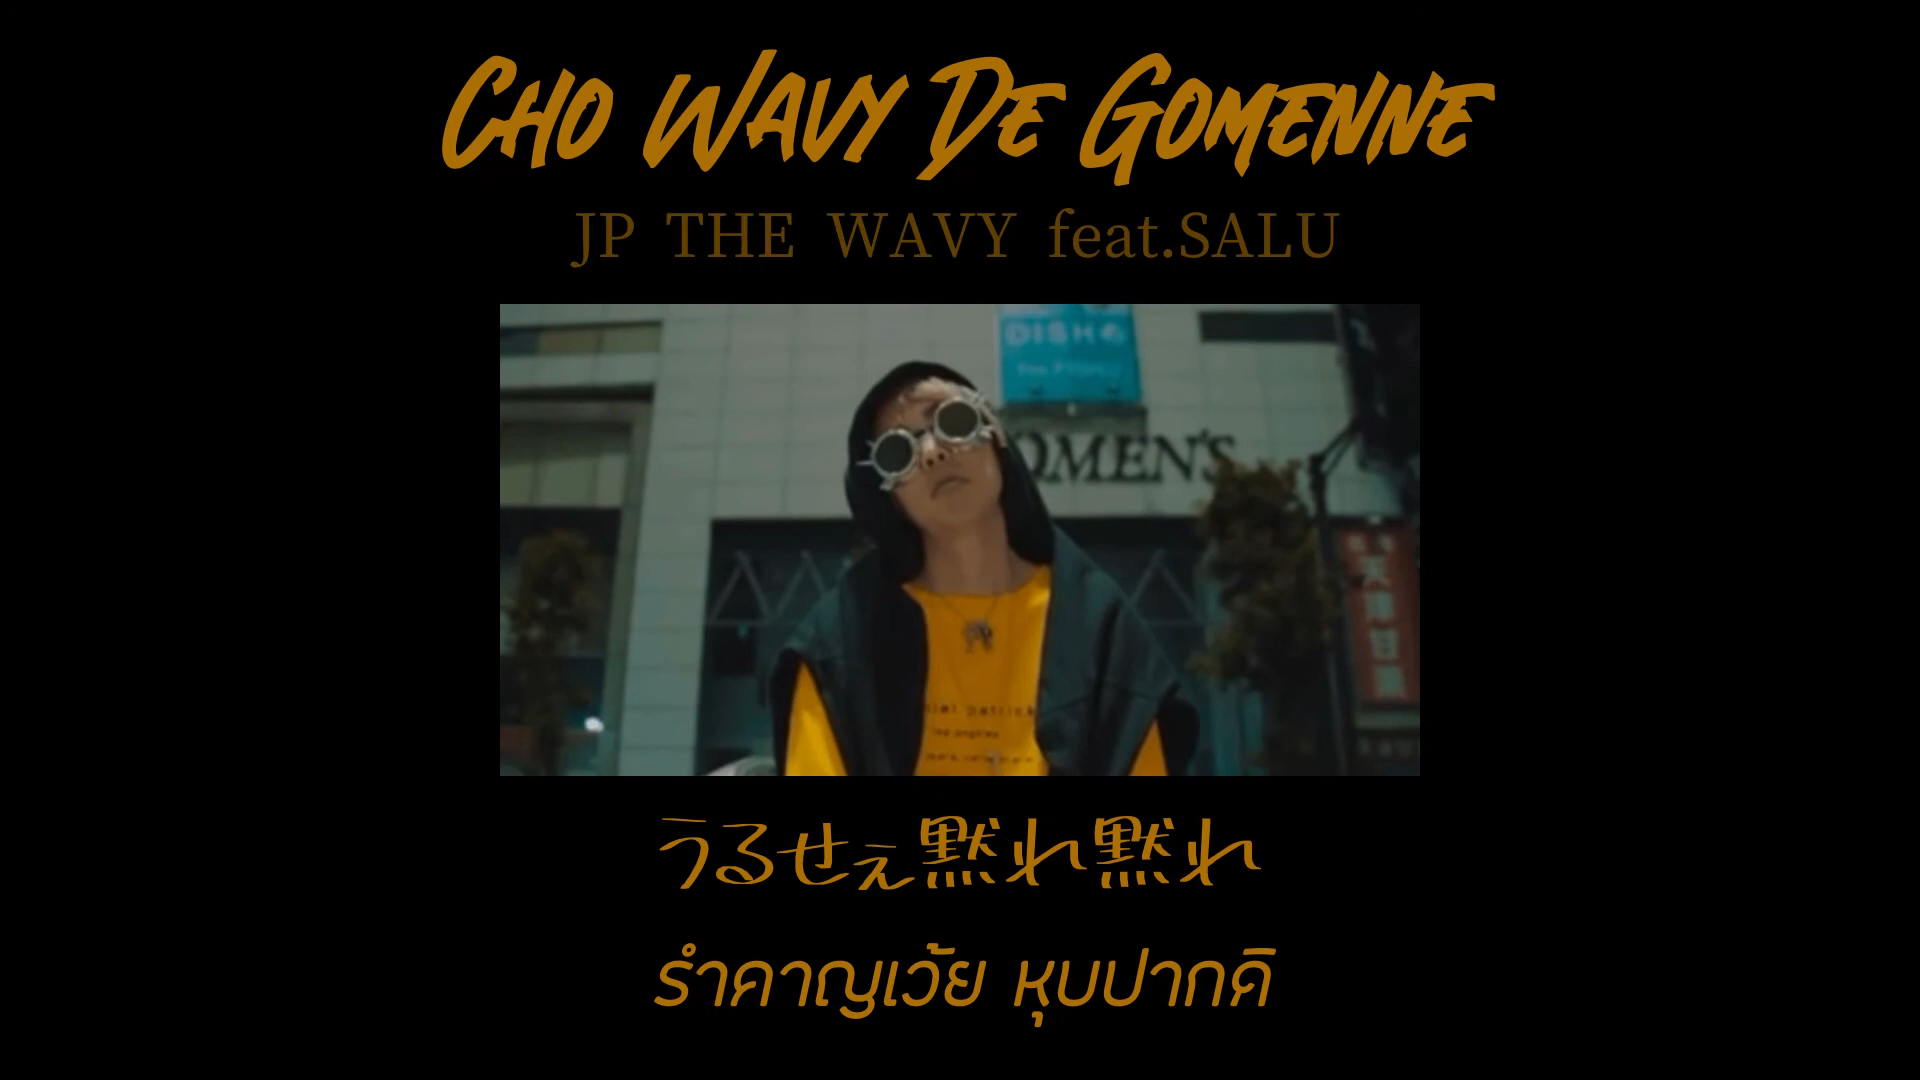 CHO WAVY DE GOMENNE
JP THE WAVY feat.SALU
DISK
OMEN'S
うるせぇ黙れ黙れ
รำคาญเว้ย หุบปากดิ